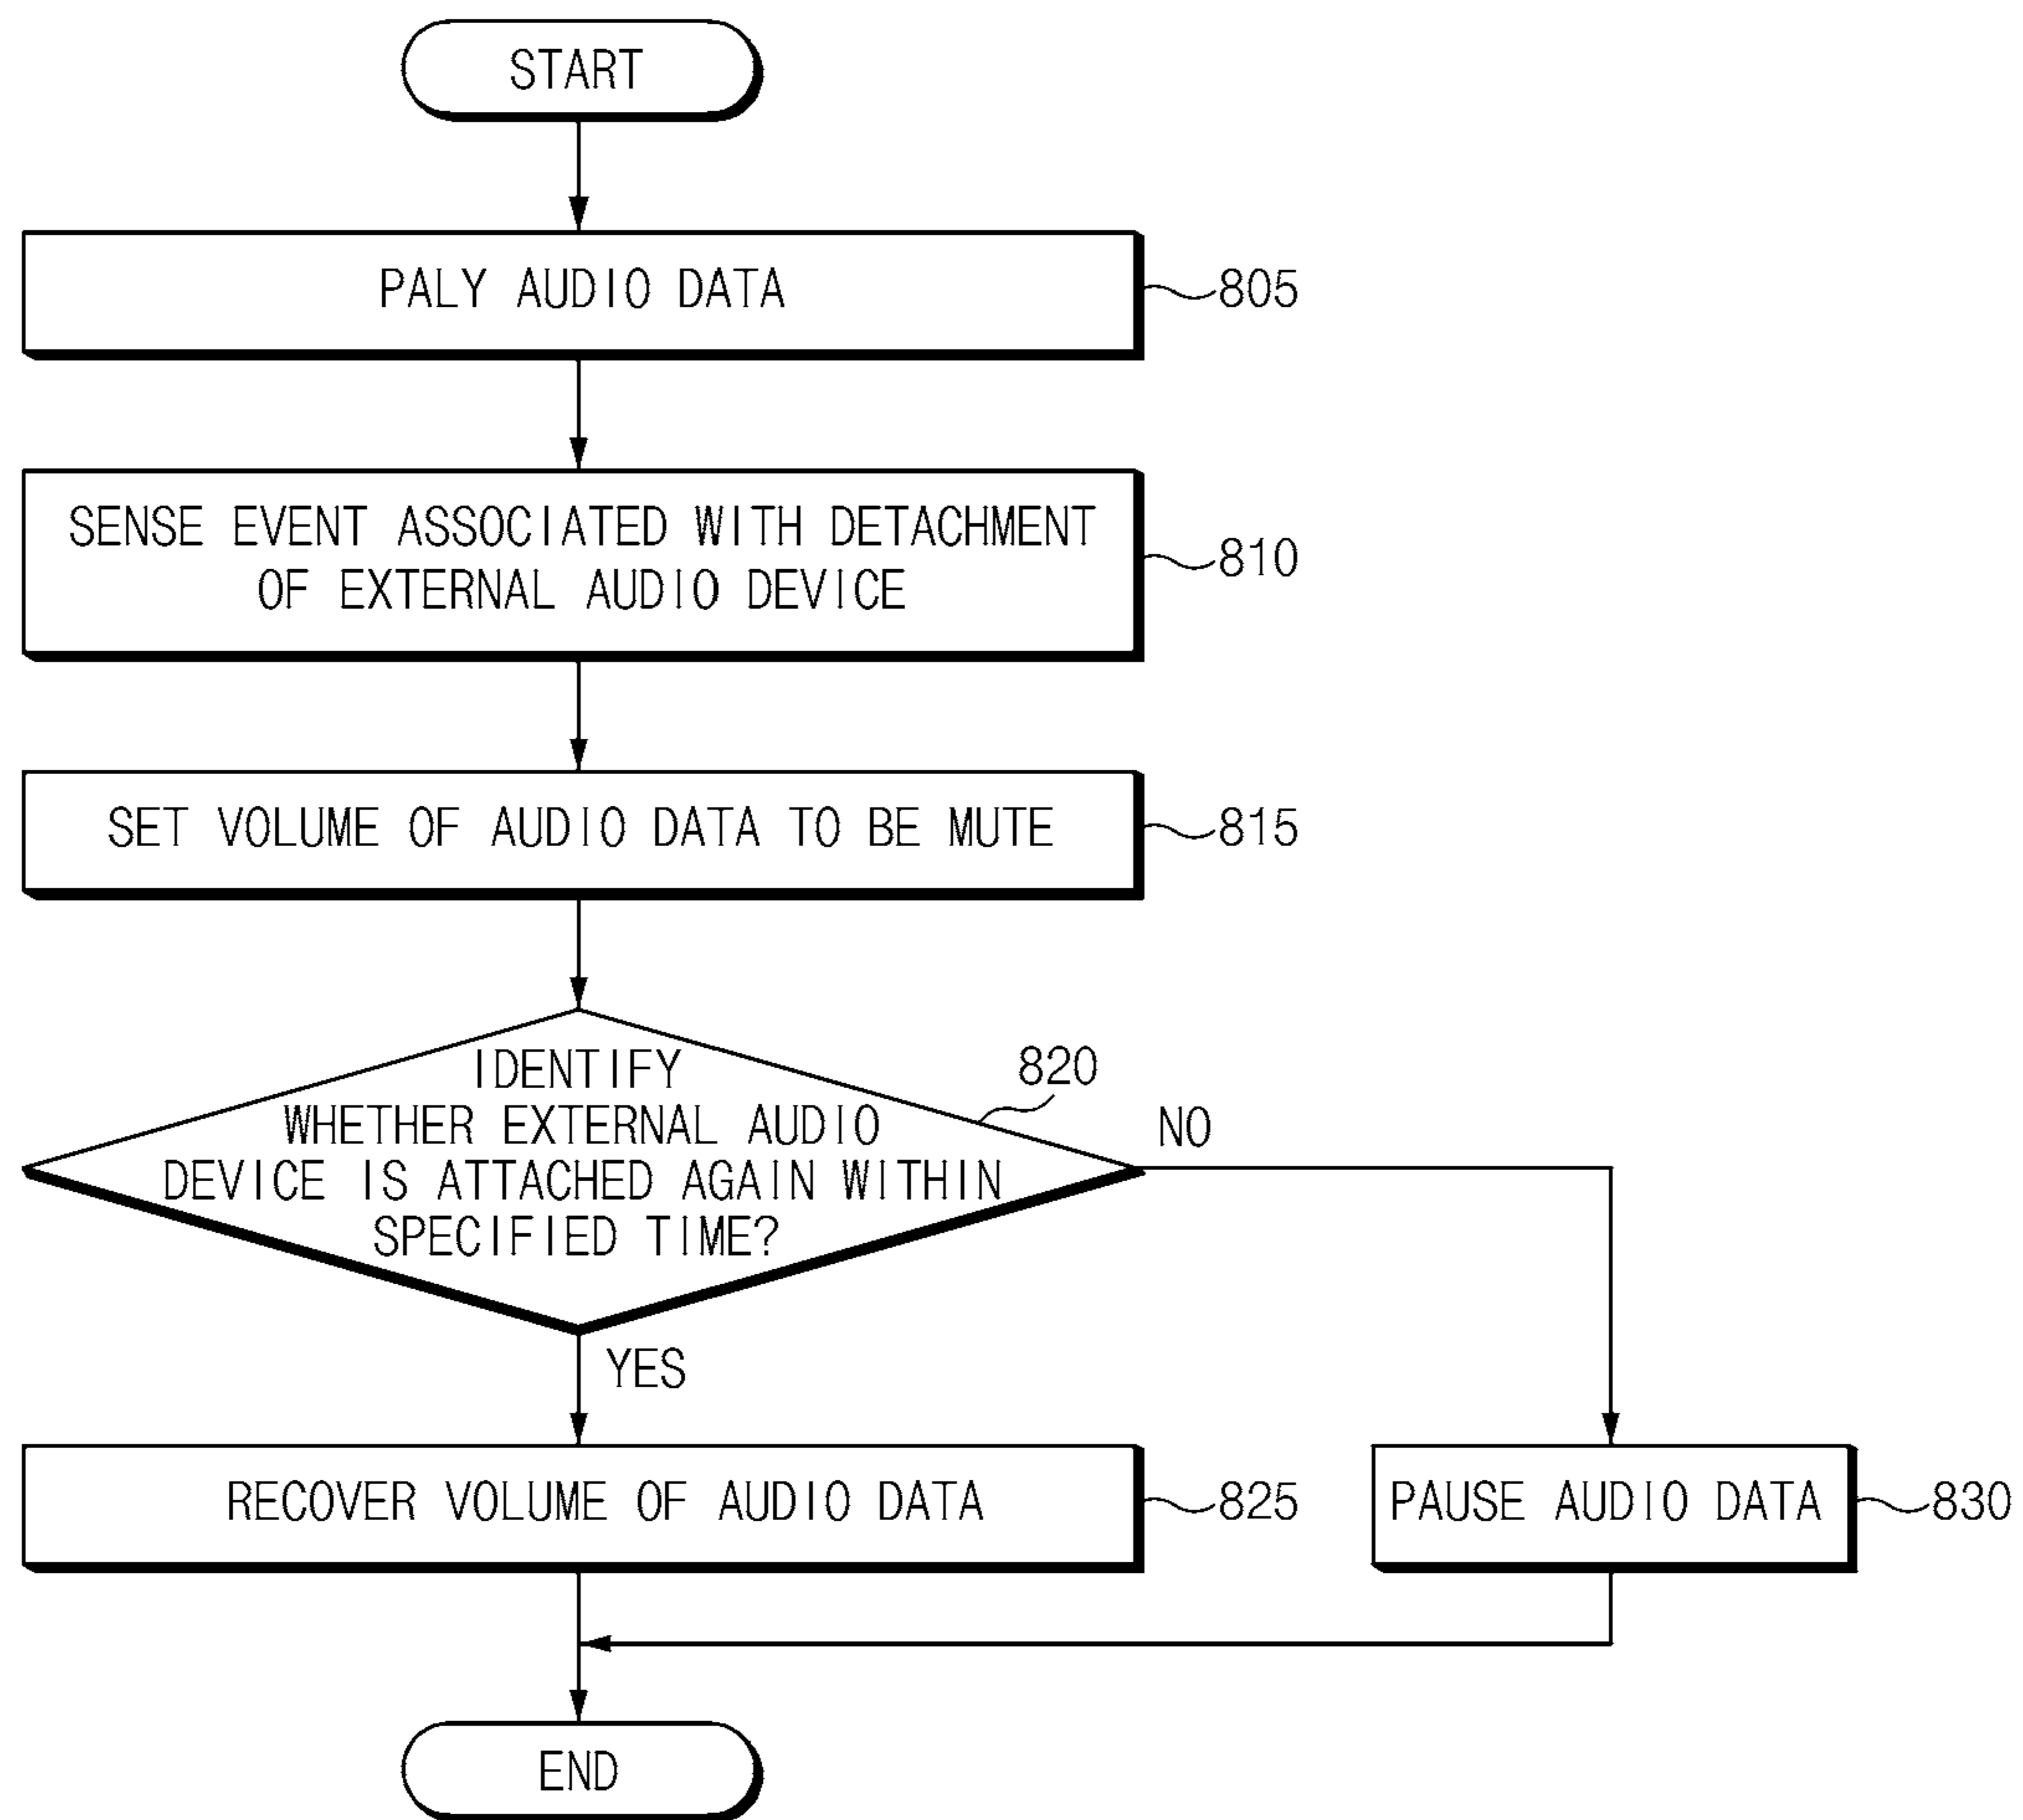 START
PALY AUDIO DATA
805
SENSE EVENT ASSOCIATED WITH DETACHMENT
OF EXTERNAL AUDIO DEVICE
810
SET VOLUME OF AUDIO DATA TO BE MUTE
815
IDENTIFY
WHETHER EXTERNAL AUDIO
DEVICE IS ATTACHED AGAIN WITHIN
SPECIFIED TIME?
820
NO
YES
RECOVER VOLUME OF AUDIO DATA
825
PAUSE AUDIO DATA
830
END